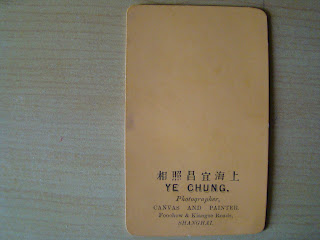 相照昌宜海上
YE CHUNG,
Photographer,
CANVAS AND PAINTER.
Foochow & Kiangse Roads,
SHANGHAI.